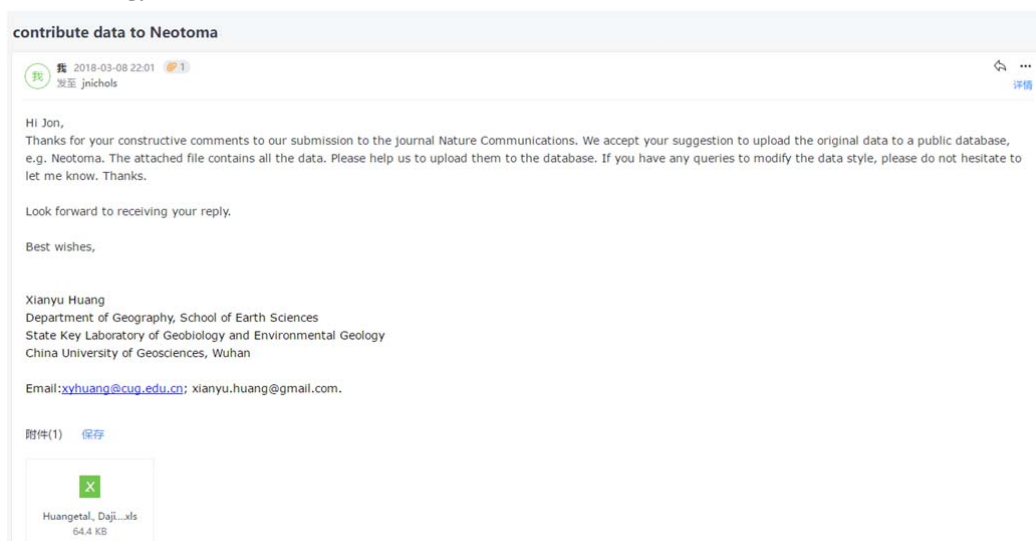 contribute data to Neotoma
我
我 2018-03-08 22:01 1
发至 jnichols
详情
Hi Jon,
Thanks for your constructive comments to our submission to the journal Nature Communications. We accept your suggestion to upload the original data to a public database,
e.g. Neotoma. The attached file contains all the data. Please help us to upload them to the database. If you have any queries to modify the data style, please do not hesitate to
let me know. Thanks.
Look forward to receiving your reply.
Best wishes,
Xianyu Huang
Department of Geography, School of Earth Sciences
State Key Laboratory of Geobiology and Environmental Geology
China University of Geosciences, Wuhan
Email:xyhuang@cug.edu.cn; xianyu.huang@gmail.com.
附件(1) 保存
X
Huangetal., Daji....xls
64.4 KB